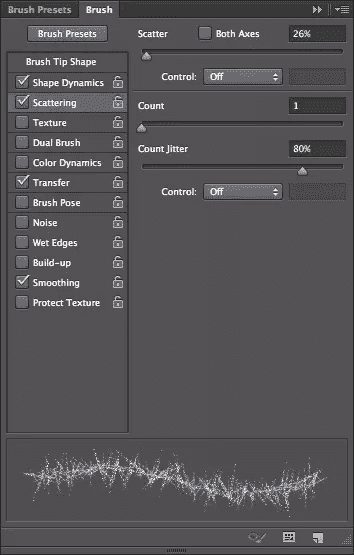 Brush Presets Brush
Brush Presets
Scatter Both Axes 26%
Brush Tip Shape
Shape Dynamics
Control: Off
Scattering
Count 1
Texture
Dual Brush
Count Jitter 80%
Color Dynamics
Transfer
Control: Off
Brush Pose
Noise
Wet Edges
Build-up
Smoothing
Protect Texture